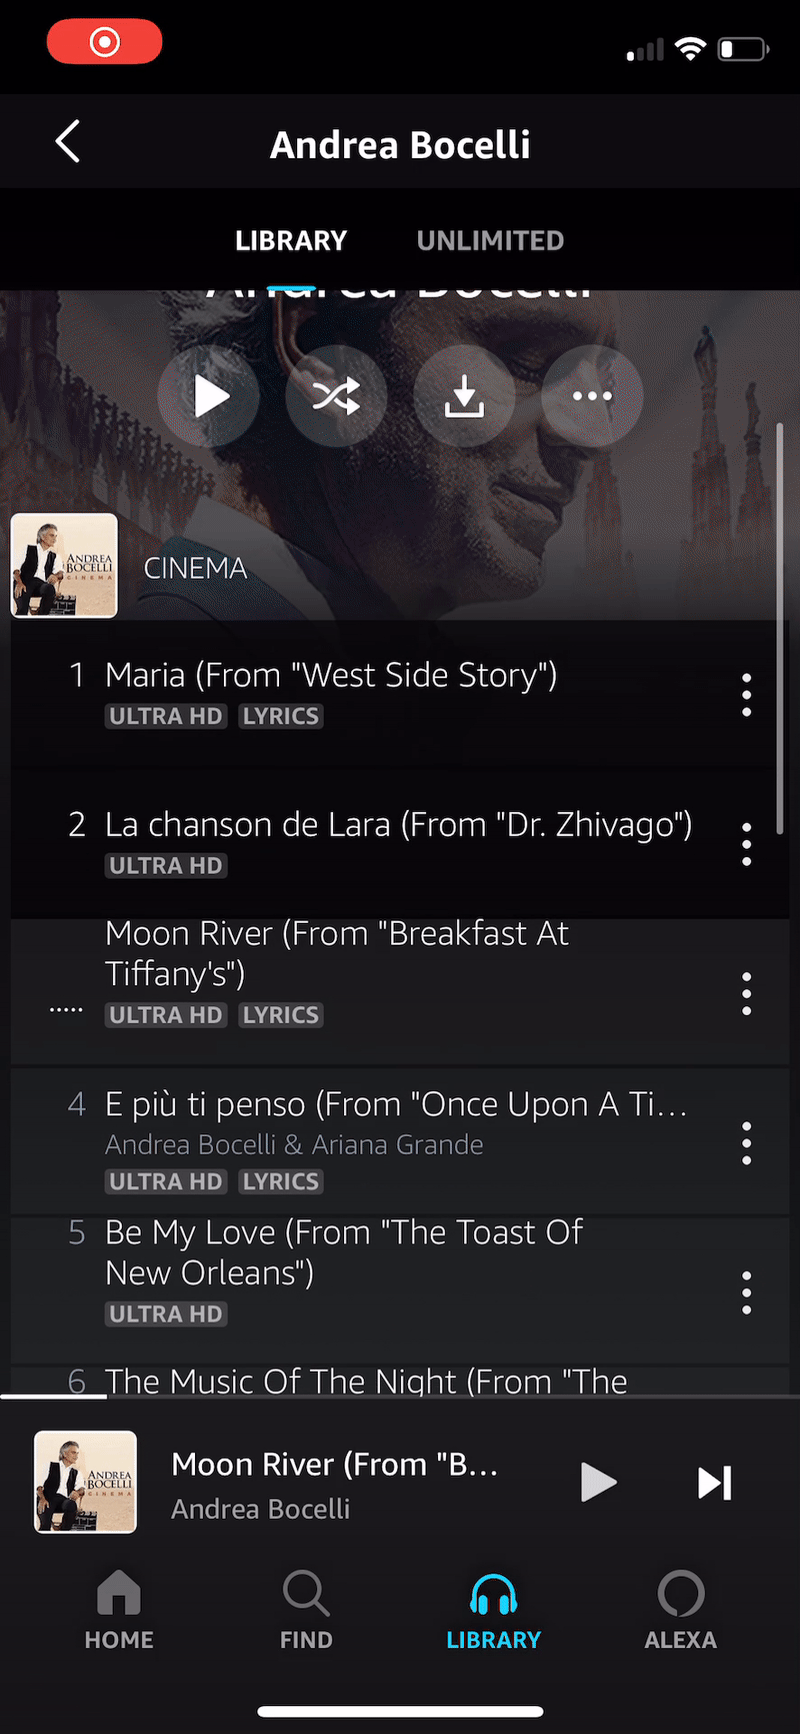 Andrea Bocelli
LIBRARY
UNLIMITED
Andrea Bocelli
ANDREA
BOCELLI
CINEMA
CINEMA
1 Maria (From "West Side Story")
ULTRA HD LYRICS
2 La chanson de Lara (From "Dr. Zhivago")
ULTRA HD
Moon River (From "Breakfast At
Tiffany's")
ULTRA HD LYRICS
4 E più ti penso (From "Once Upon A Ti...
Andrea Bocelli & Ariana Grande
ULTRA HD LYRICS
5 Be My Love (From "The Toast Of
New Orleans")
ULTRA HD
6 The Music Of The Night (From "The
ANDREA
BOCELLI
CINEMA
Moon River (From "B...
Andrea Bocelli
HOME
FIND
LIBRARY
ALEXA